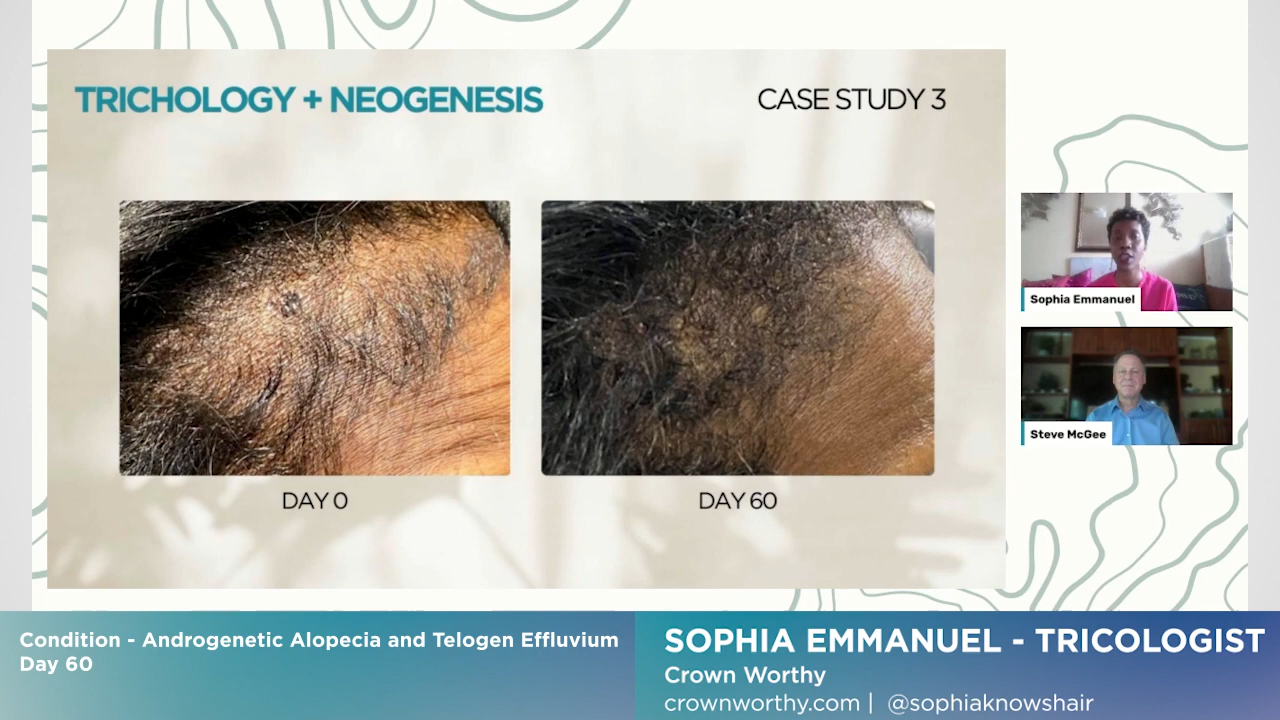 TRICHOLOGY + NEOGENESIS
CASE STUDY 3
DAY 0
DAY 60
Sophia Emmanuel
Steve McGee
Condition - Androgenetic Alopecia and Telogen Effluvium
Day 60
SOPHIA EMMANUEL - TRICOLOGIST
Crown Worthy
crownworthy.com | @sophiaknowshair